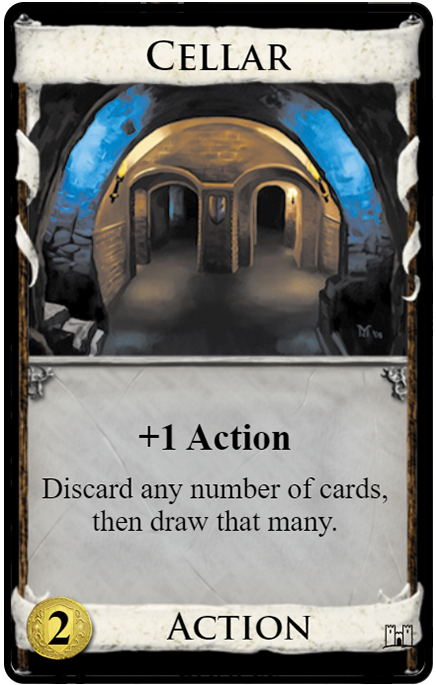 CELLAR
+1 Action
Discard any number of cards,
then draw that many.
2
ACTION